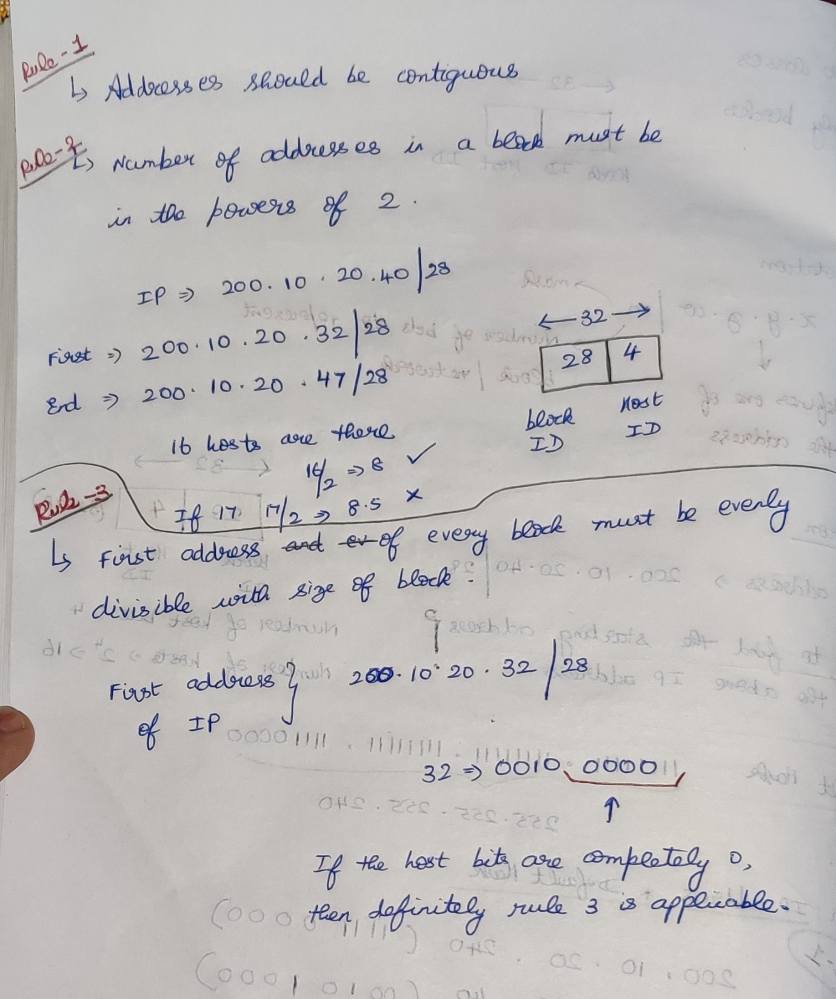 Rule-1
↳ Addresses should be contiguous
Rule-2
↳ Number of addresses in a block must be
in the powers of 2.
IP ⇒ 200.10.20.40/28
First ⇒ 200.10.20.32/28
End ⇒ 200.10.20.47/28
←32→
28 4
block ID
Host ID
16 hosts are there
16/2 ⇒ 8 ✓
If 17 17/2 ⇒ 8.5 x
Rule-3
↳ First address and ev of every block must be evenly
divisible with size of block.
First address } 200.10.20.32/28
of IP
32 ⇒ 0010 0000
↑
If the host bits are completely 0,
then definitely rule 3 is applicable.